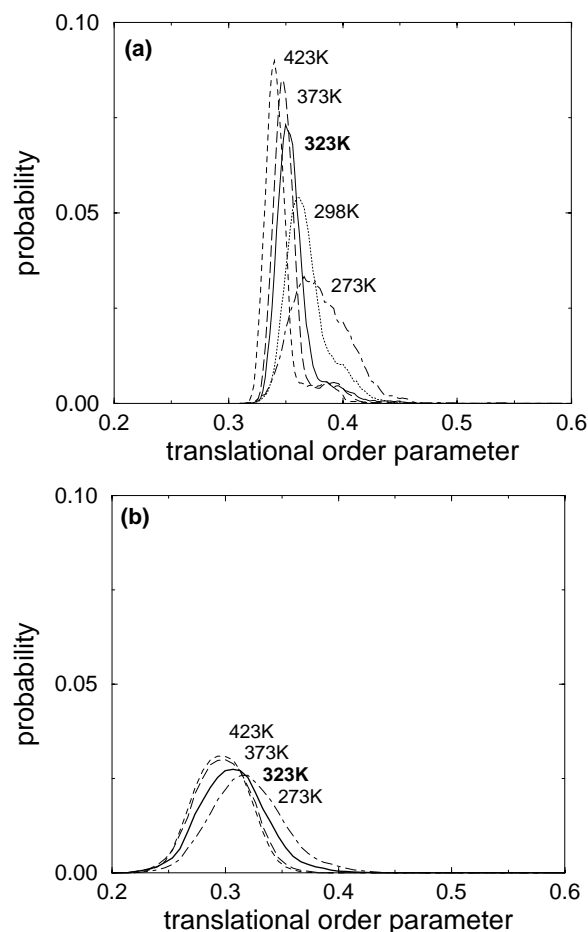 0.10
(a)
423K
373K
323K
0.05
298K
273K
probability
0.00
0.2 0.3 0.4 0.5 0.6
translational order parameter
0.10
(b)
0.05
423K
373K
323K
273K
probability
0.00
0.2 0.3 0.4 0.5 0.6
translational order parameter